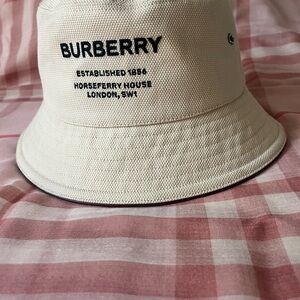 BURBERRY
ESTABLISHED 1856
HORSEFERRY HOUSE
LONDON, SW1